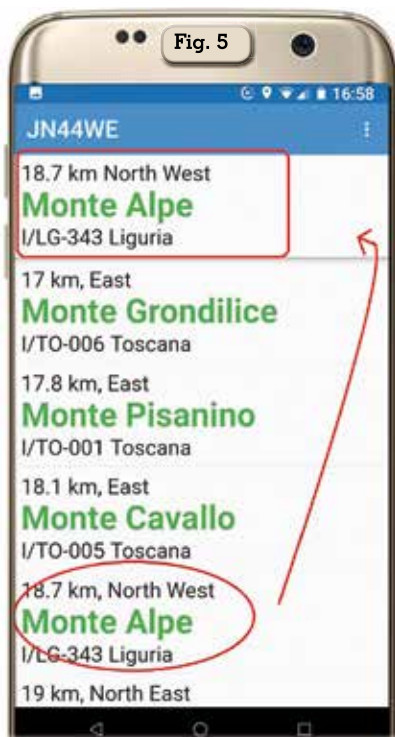 Fig. 5
16:58
JN44WE
18.7 km North West
Monte Alpe
I/LG-343 Liguria
17 km, East
Monte Grondilice
I/TO-006 Toscana
17.8 km, East
Monte Pisanino
I/TO-001 Toscana
18.1 km, East
Monte Cavallo
I/TO-005 Toscana
18.7 km, North West
Monte Alpe
I/LG-343 Liguria
19 km, North East